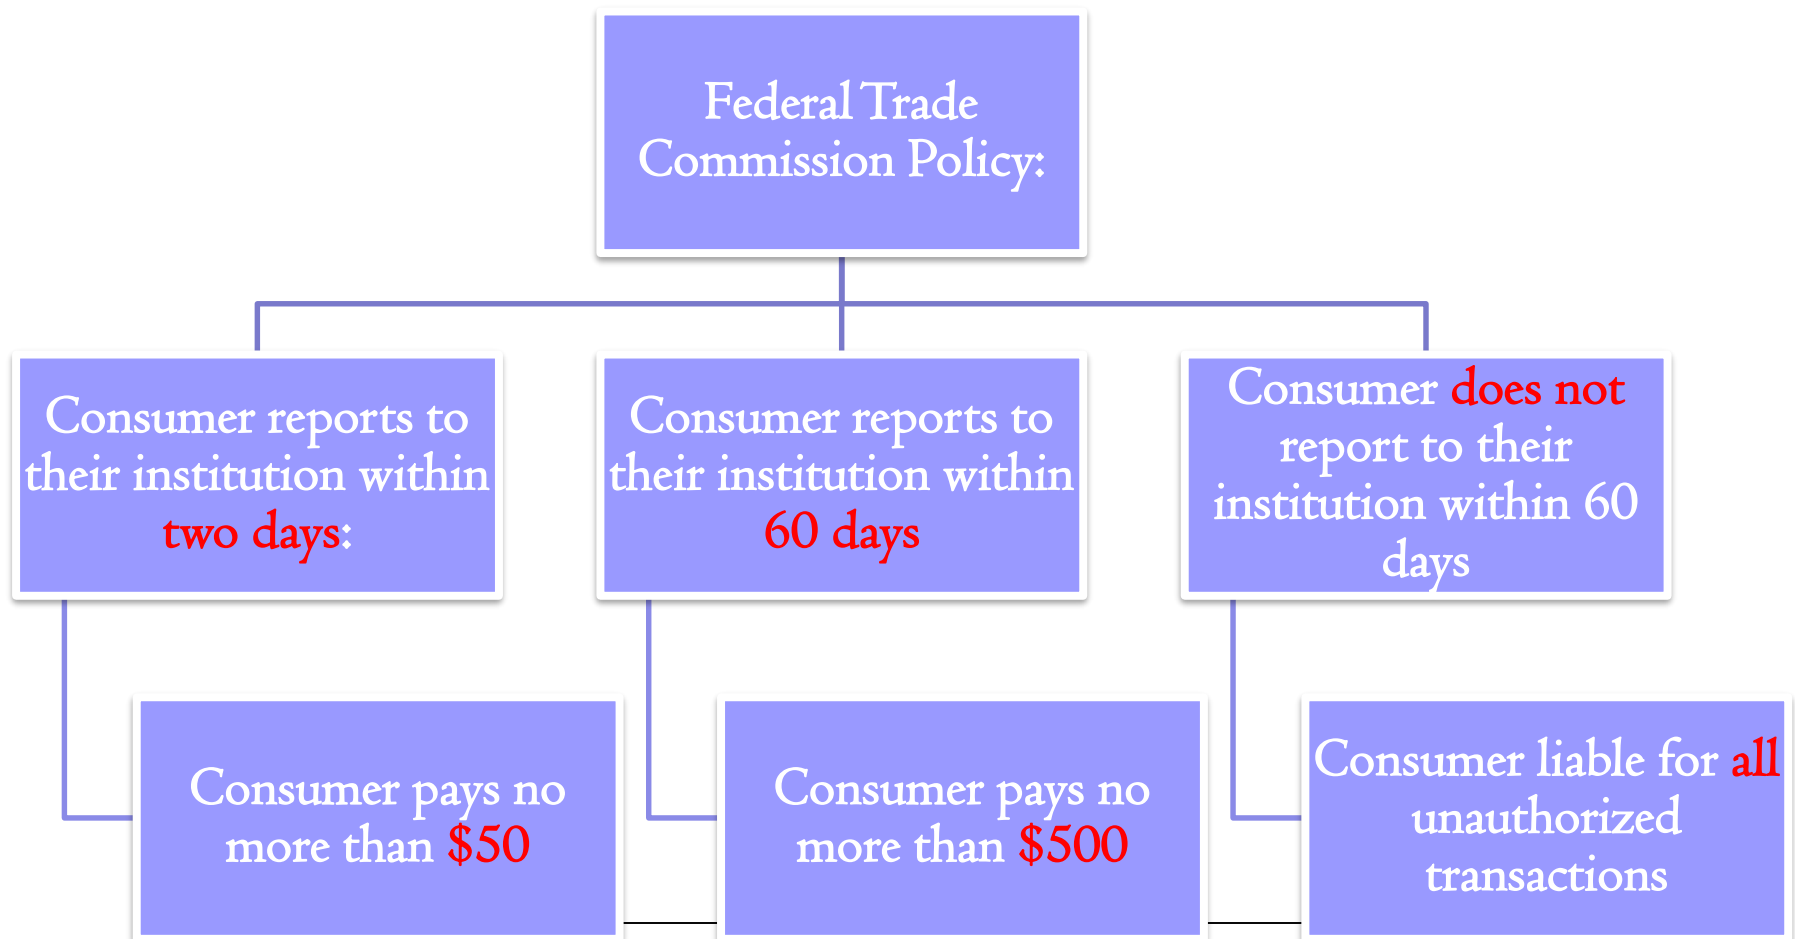 Federal Trade
Commission Policy:
Consumer reports to
their institution within
two days:
Consumer reports to
their institution within
60 days
Consumer does not
report to their
institution within 60
days
Consumer pays no
more than $50
Consumer pays no
more than $500
Consumer liable for all
unauthorized
transactions